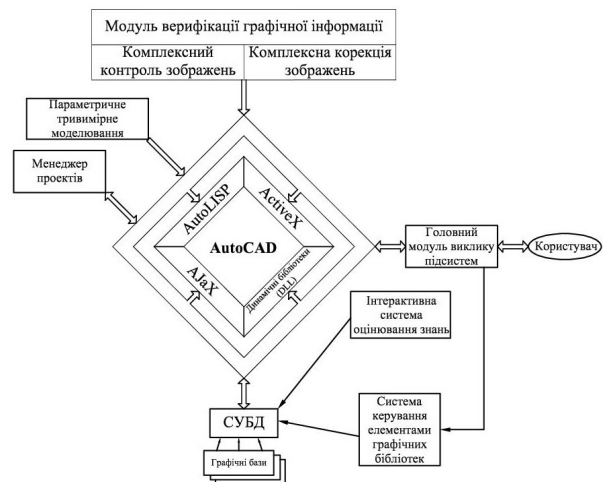 Модуль верифікації графічної інформації
Комплексний
контроль зображень
Комплексна корекція
зображень
Параметричне
тривимірне
моделювання
Менеджер
проектів
AutoLISP
ActiveX
AutoCAD
AJaX
Динамічні бібліотеки
(DLL)
Головний
модуль виклику
підсистем
Користувач
Інтерактивна
система
оцінювання знань
СУБД
Система
керування
елементами
графічних
бібліотек
Графічні бази